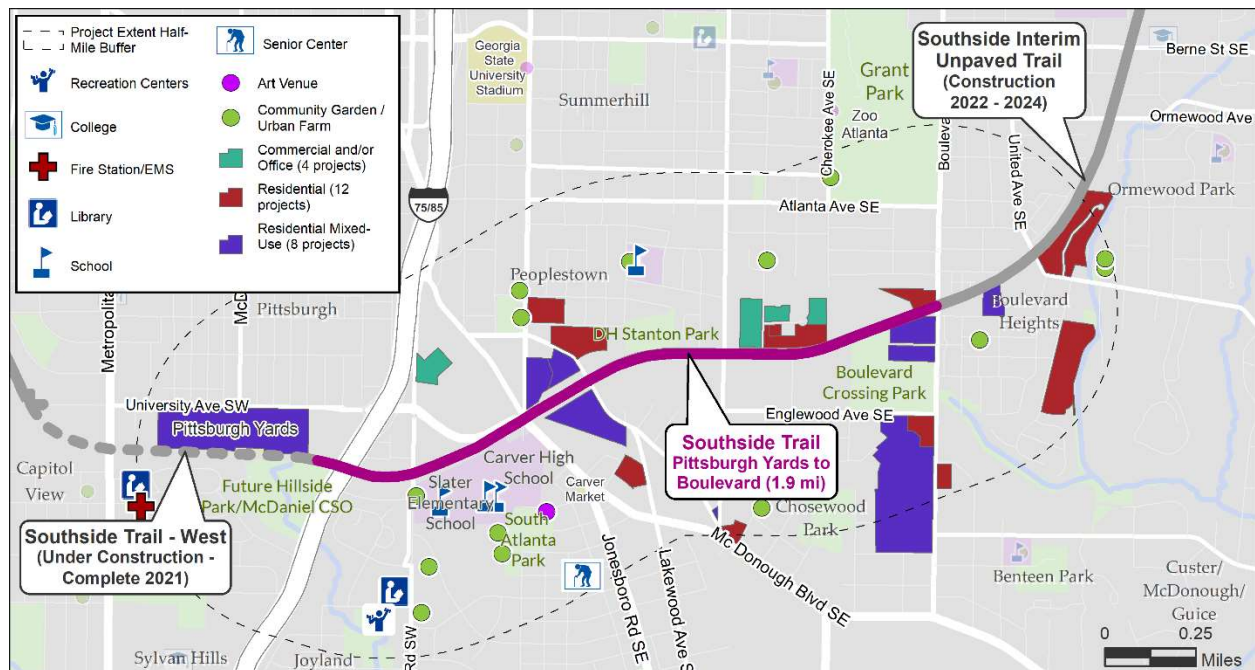 Project Extent Half-
Mile Buffer
Recreation Centers
College
Fire Station/EMS
Library
School
Senior Center
Art Venue
Community Garden /
Urban Farm
Commercial and/or
Office (4 projects)
Residential (12
projects)
Residential Mixed-
Use (8 projects)
Georgia
State
University
Stadium
Summerhill
Grant
Park
Zoo
Atlanta
Cherokee Ave SE
Boulevard
Southside Interim
Unpaved Trail
(Construction
2022 - 2024)
Berne St SE
Ormewood Ave
United Ave SE
Ormewood Park
75/85
Atlanta Ave SE
Metropolitan
McD
Pittsburgh
Peoplestown
DH Stanton Park
Boulevard
Heights
Boulevard
Crossing Park
University Ave SW
Pittsburgh Yards
Englewood Ave SE
Southside Trail
Pittsburgh Yards to
Boulevard (1.9 mi)
Capitol
View
Future Hillside
Park/McDaniel CSO
Carver High
School
Slater
Elementary
School
Carver
Market
South
Atlanta
Park
Chosewood
Park
Southside Trail - West
(Under Construction -
Complete 2021)
Jonesboro Rd SE
Lakewood Ave S
Mc Donough Blvd SE
Benteen Park
Custer/
McDonough/
Guice
Rd SW
Sylvan Hills
Joyland
0 0.25
Miles